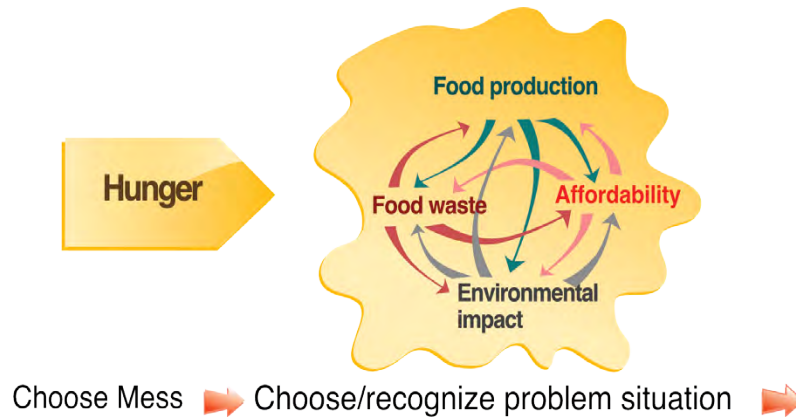 Food production
Hunger
Food waste
Affordability
Environmental
impact
Choose Mess
Choose/recognize problem situation